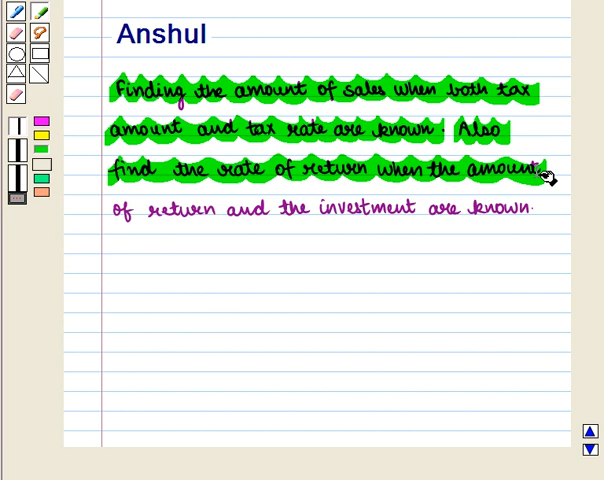 Anshul
Finding the amount of sales when both tax
amount and tax rate are known. Also
find the rate of return when the amount
of return and the investment are known.